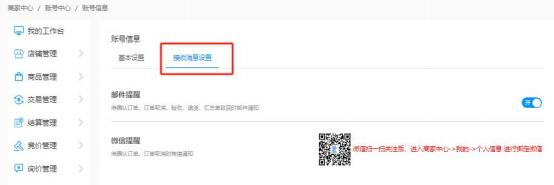 商家中心 / 账号中心 / 账号信息
我的工作台
店铺管理
商品管理
交易管理
结算管理
竞价管理
询价管理
账号信息
基本设置
接收消息设置
邮件提醒
待确认订单、订单取消、验收、退货、汇总单驳回时邮件通知
开
微信提醒
待确认订单、订单取消时微信通知
微信扫一扫关注后，进入商家中心->我的->个人信息 进行绑定微信